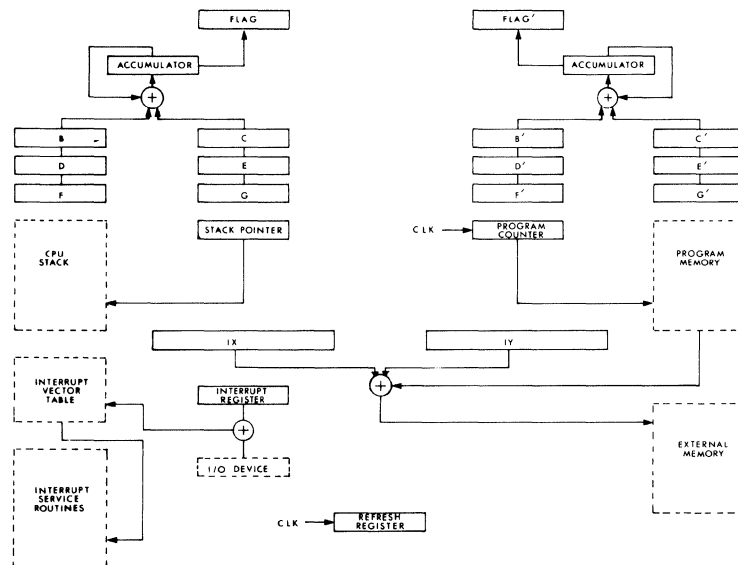 FLAG
FLAG′
ACCUMULATOR
ACCUMULATOR
+
+
B
C
B′
C′
D
E
D′
E′
F
G
F′
G′
CPU
STACK
STACK POINTER
CLK
PROGRAM
COUNTER
PROGRAM
MEMORY
IX
IY
+
INTERRUPT
VECTOR
TABLE
INTERRUPT
REGISTER
+
I/O DEVICE
EXTERNAL
MEMORY
INTERRUPT
SERVICE
ROUTINES
CLK
REFRESH
REGISTER